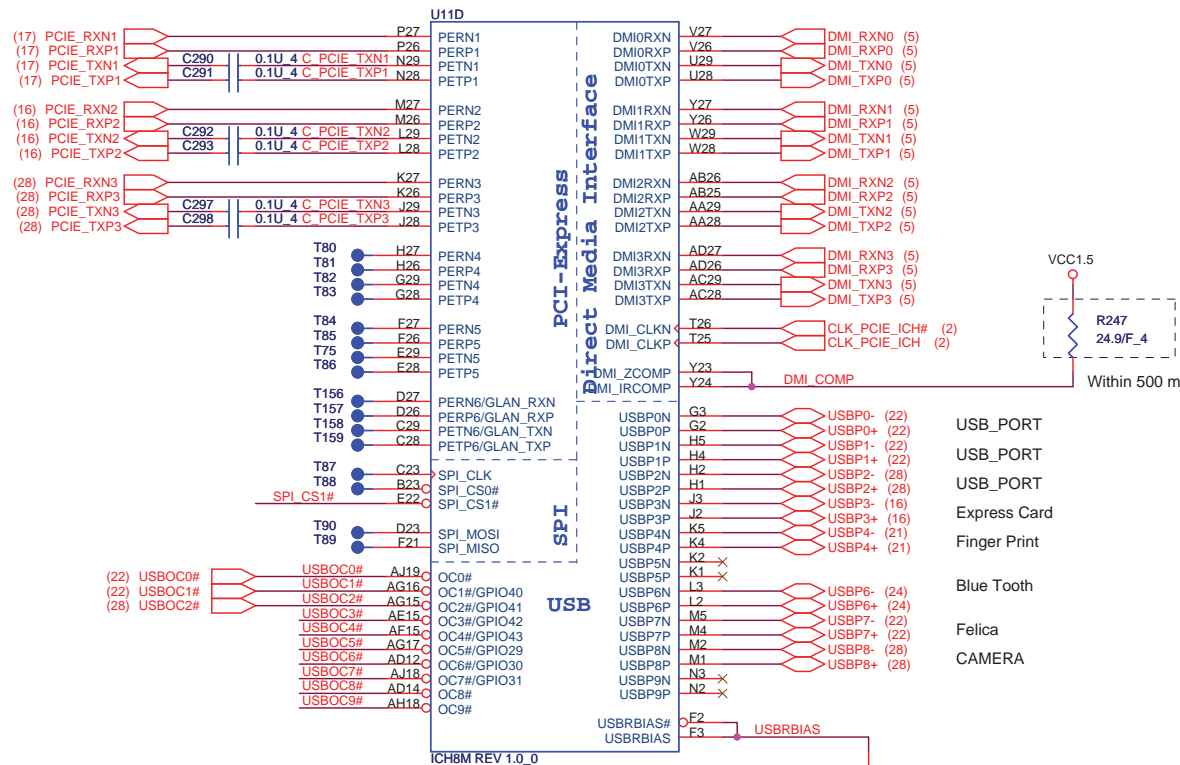 U11D
(17) PCIE_RXN1 P27 PERN1 DMI0RXN V27 DMI_RXN0 (5)
(17) PCIE_RXP1 P26 PERP1 DMI0RXP V26 DMI_RXP0 (5)
(17) PCIE_TXN1 C290 0.1U_4 C_PCIE_TXN1 N29 PETN1 DMI0TXN U29 DMI_TXN0 (5)
(17) PCIE_TXP1 C291 0.1U_4 C_PCIE_TXP1 N28 PETP1 DMI0TXP U28 DMI_TXP0 (5)
(16) PCIE_RXN2 M27 PERN2 DMI1RXN Y27 DMI_RXN1 (5)
(16) PCIE_RXP2 M26 PERP2 DMI1RXP Y26 DMI_RXP1 (5)
(16) PCIE_TXN2 C292 0.1U_4 C_PCIE_TXN2 L29 PETN2 DMI1TXN W29 DMI_TXN1 (5)
(16) PCIE_TXP2 C293 0.1U_4 C_PCIE_TXP2 L28 PETP2 DMI1TXP W28 DMI_TXP1 (5)
(28) PCIE_RXN3 K27 PERN3 DMI2RXN AB26 DMI_RXN2 (5)
(28) PCIE_RXP3 K26 PERP3 DMI2RXP AB25 DMI_RXP2 (5)
(28) PCIE_TXN3 C297 0.1U_4 C_PCIE_TXN3 J29 PETN3 DMI2TXN AA29 DMI_TXN2 (5)
(28) PCIE_TXP3 C298 0.1U_4 C_PCIE_TXP3 J28 PETP3 DMI2TXP AA28 DMI_TXP2 (5)
T80 H27 PERN4 DMI3RXN AD27 DMI_RXN3 (5)
T81 H26 PERP4 DMI3RXP AD26 DMI_RXP3 (5)
T82 G29 PETN4 DMI3TXN AC29 DMI_TXN3 (5)
T83 G28 PETP4 DMI3TXP AC28 DMI_TXP3 (5)
PCI-Express
Direct Media Interface
VCC1.5
R247
24.9/F_4
Within 500 m
T84 F27 PERN5 DMI_CLKN T26 CLK_PCIE_ICH# (2)
T85 F26 PERP5 DMI_CLKP T25 CLK_PCIE_ICH (2)
T75 E29 PETN5
T86 E28 PETP5 DMI_ZCOMP Y23
DMI_IRCOMP Y24 DMI_COMP
T156 D27 PERN6/GLAN_RXN
T157 D26 PERP6/GLAN_RXP USBP0N G3 USBP0- (22)
T158 C29 PETN6/GLAN_TXN USBP0P G2 USBP0+ (22) USB_PORT
T159 C28 PETP6/GLAN_TXP USBP1N H5 USBP1- (22)
USBP1P H4 USBP1+ (22) USB_PORT
T87 C23 SPI_CLK USBP2N H2 USBP2- (28)
T88 B23 SPI_CS0# USBP2P H1 USBP2+ (28) USB_PORT
SPI_CS1# E22 SPI_CS1# USBP3N J3 USBP3- (16)
SPI
USBP3P J2 USBP3+ (16) Express Card
T90 D23 SPI_MOSI USBP4N K5 USBP4- (21)
T89 F21 SPI_MISO USBP4P K4 USBP4+ (21) Finger Print
USBP5N K2
(22) USBOC0# USBOC0# AJ19 OC0# USBP5P K1
(22) USBOC1# USBOC1# AG16 OC1#/GPIO40 USBP6N L3 USBP6- (24) Blue Tooth
(28) USBOC2# USBOC2# AG15 OC2#/GPIO41 USBP6P L2 USBP6+ (24)
USB
USBOC3# AE15 OC3#/GPIO42 USBP7N M5 USBP7- (22)
USBOC4# AF15 OC4#/GPIO43 USBP7P M4 USBP7+ (22) Felica
USBOC5# AG17 OC5#/GPIO29 USBP8N M2 USBP8- (28)
USBOC6# AD12 OC6#/GPIO30 USBP8P M1 USBP8+ (28) CAMERA
USBOC7# AJ18 OC7#/GPIO31 USBP9N N3
USBOC8# AD14 OC8# USBP9P N2
USBOC9# AH18 OC9#
USBRBIAS# F2
USBRBIAS F3 USBRBIAS
ICH8M REV 1.0_0